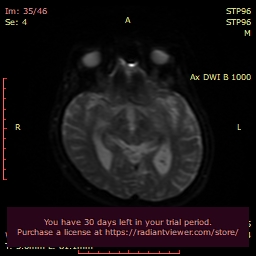 Im: 35/46
Se: 4
A
STP96
STP96
M
Ax DWI B 1000
R
L
You have 30 days left in your trial period.
Purchase a license at https://radiantviewer.com/store/